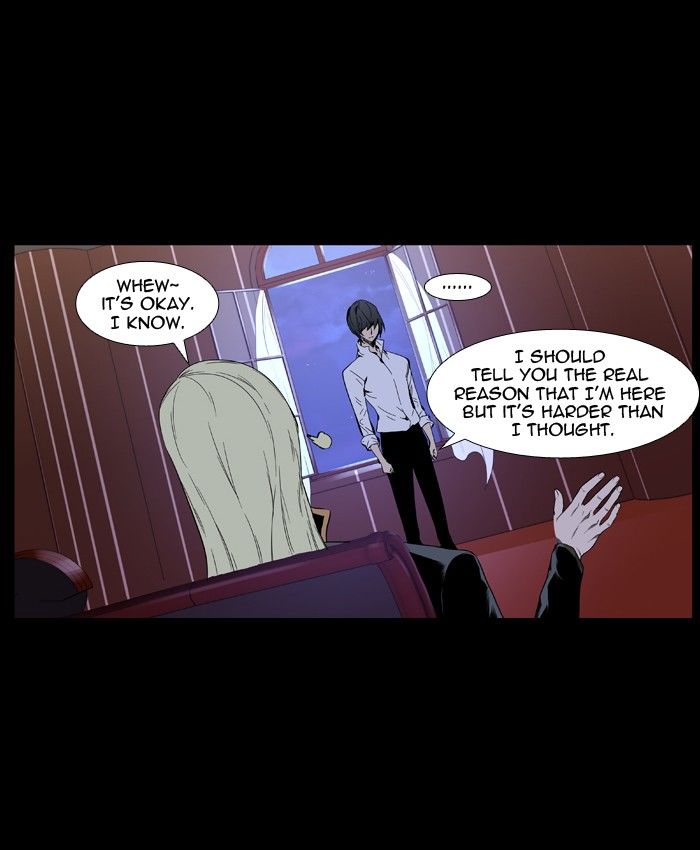 WHEW~
IT'S OKAY.
I KNOW.
......
I SHOULD
TELL YOU THE REAL
REASON THAT I'M HERE
BUT IT'S HARDER THAN
I THOUGHT.